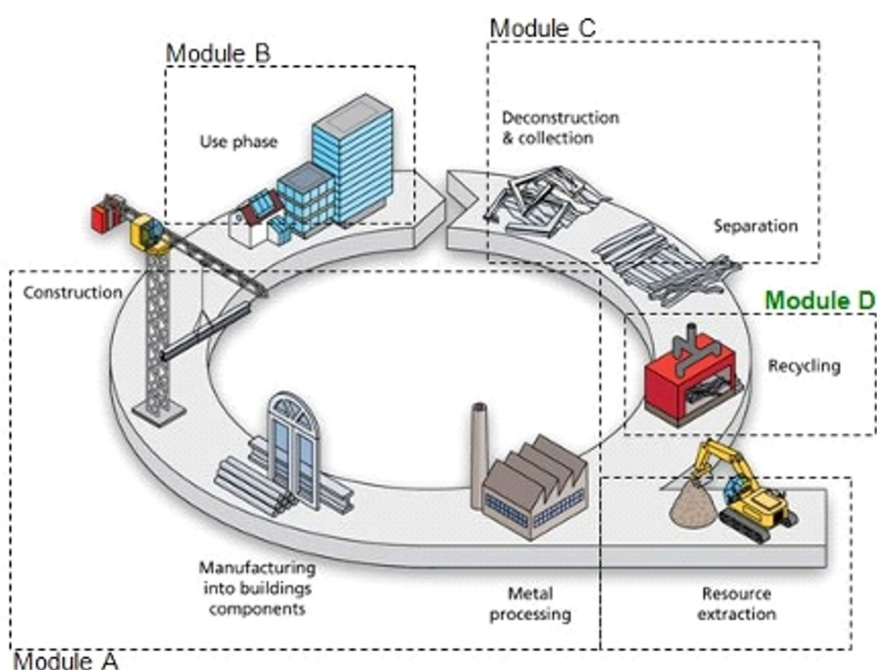 Module C
Module B
Deconstruction
& collection
Use phase
Separation
Construction
Module D
Recycling
Manufacturing
into buildings
components
Metal
processing
Resource
extraction
Module A